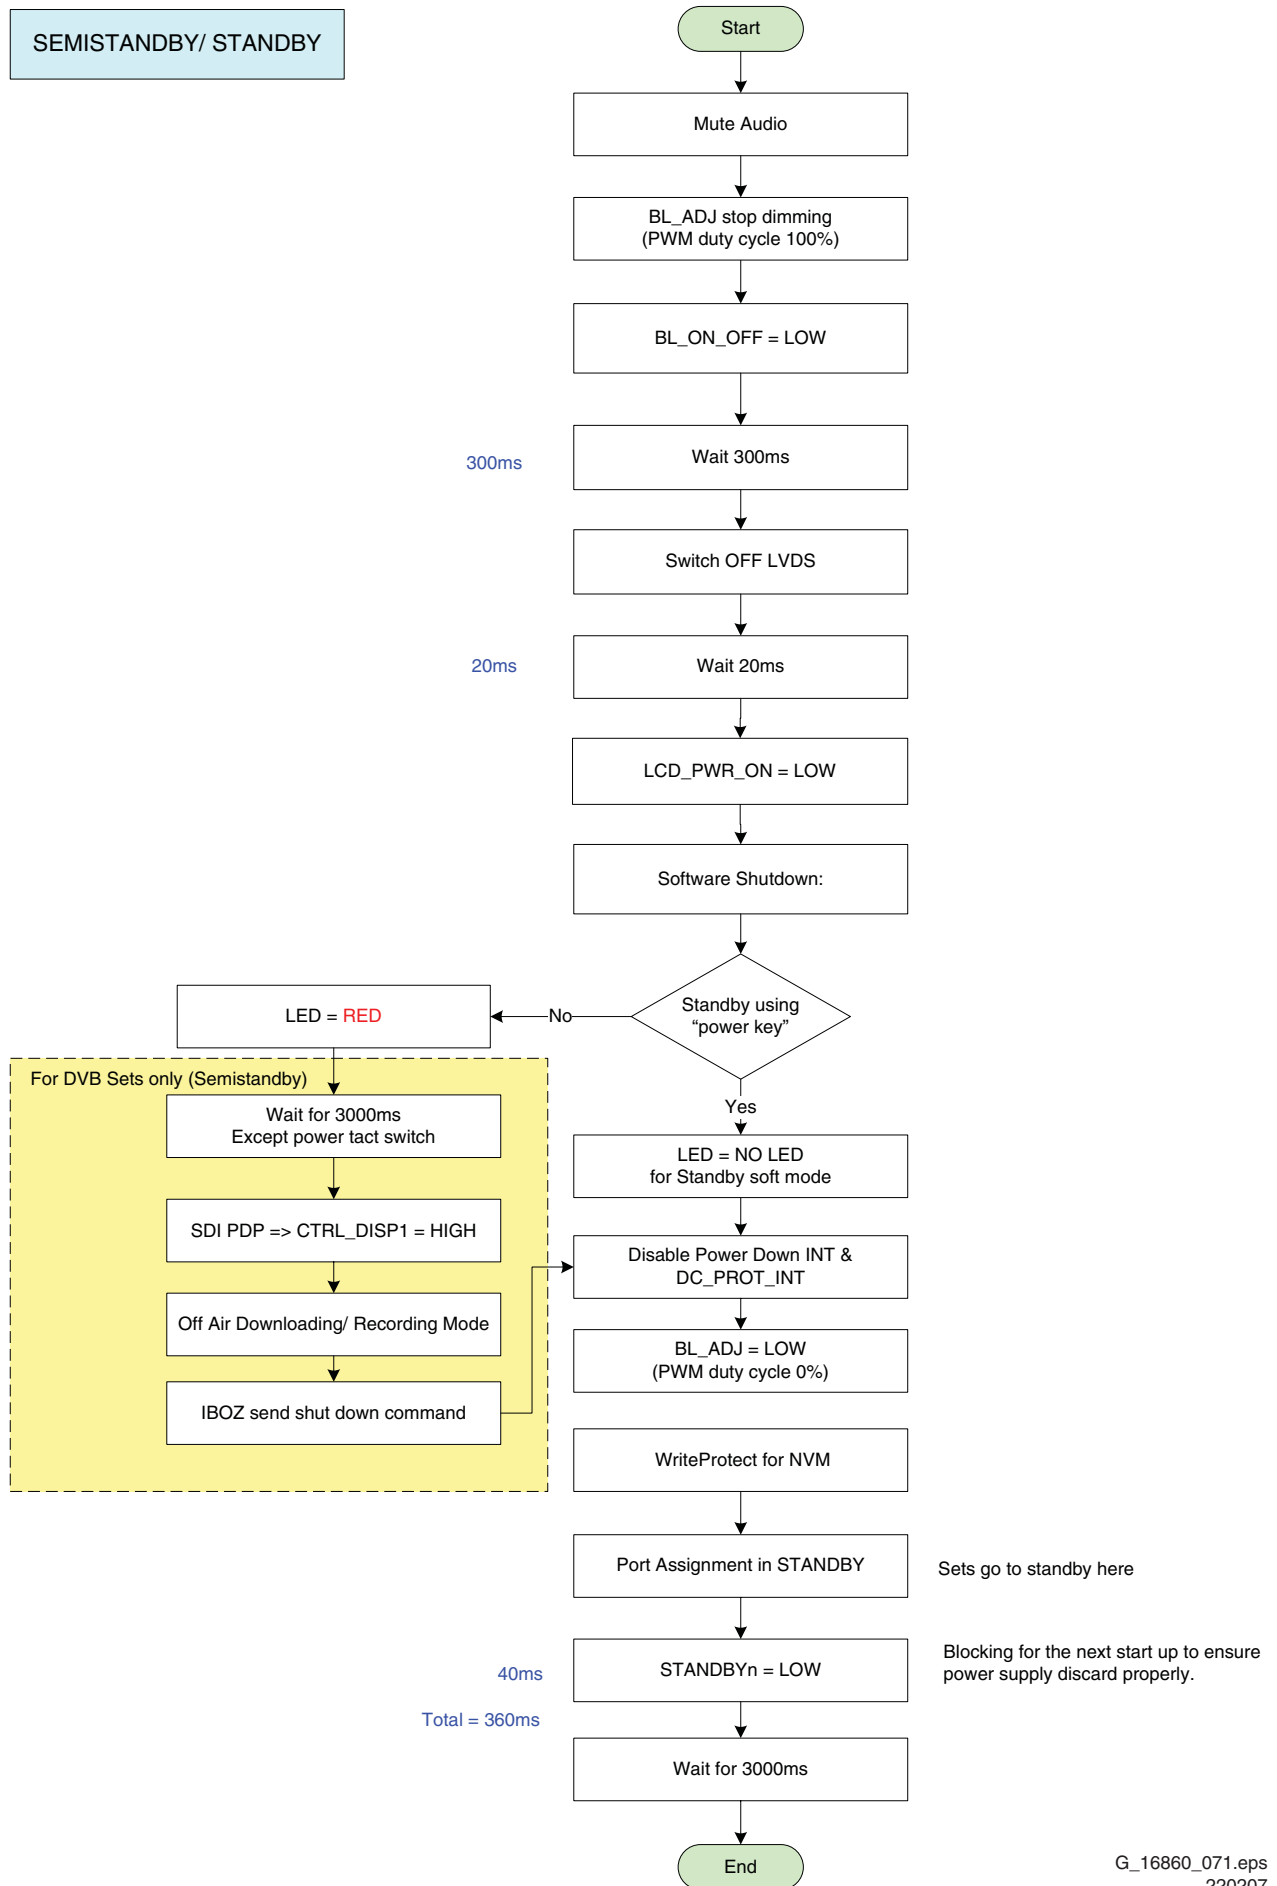 SEMISTANDBY/ STANDBY
Start
Mute Audio
BL_ADJ stop dimming
(PWM duty cycle 100%)
BL_ON_OFF = LOW
300ms
Wait 300ms
Switch OFF LVDS
20ms
Wait 20ms
LCD_PWR_ON = LOW
Software Shutdown:
Standby using
“power key”
No
LED = RED
Yes
For DVB Sets only (Semistandby)
Wait for 3000ms
Except power tact switch
SDI PDP => CTRL_DISP1 = HIGH
Off Air Downloading/ Recording Mode
IBOZ send shut down command
LED = NO LED
for Standby soft mode
Disable Power Down INT &
DC_PROT_INT
BL_ADJ = LOW
(PWM duty cycle 0%)
WriteProtect for NVM
Port Assignment in STANDBY
Sets go to standby here
40ms
STANDBYn = LOW
Blocking for the next start up to ensure
power supply discard properly.
Total = 360ms
Wait for 3000ms
End
G_16860_071.eps
220207